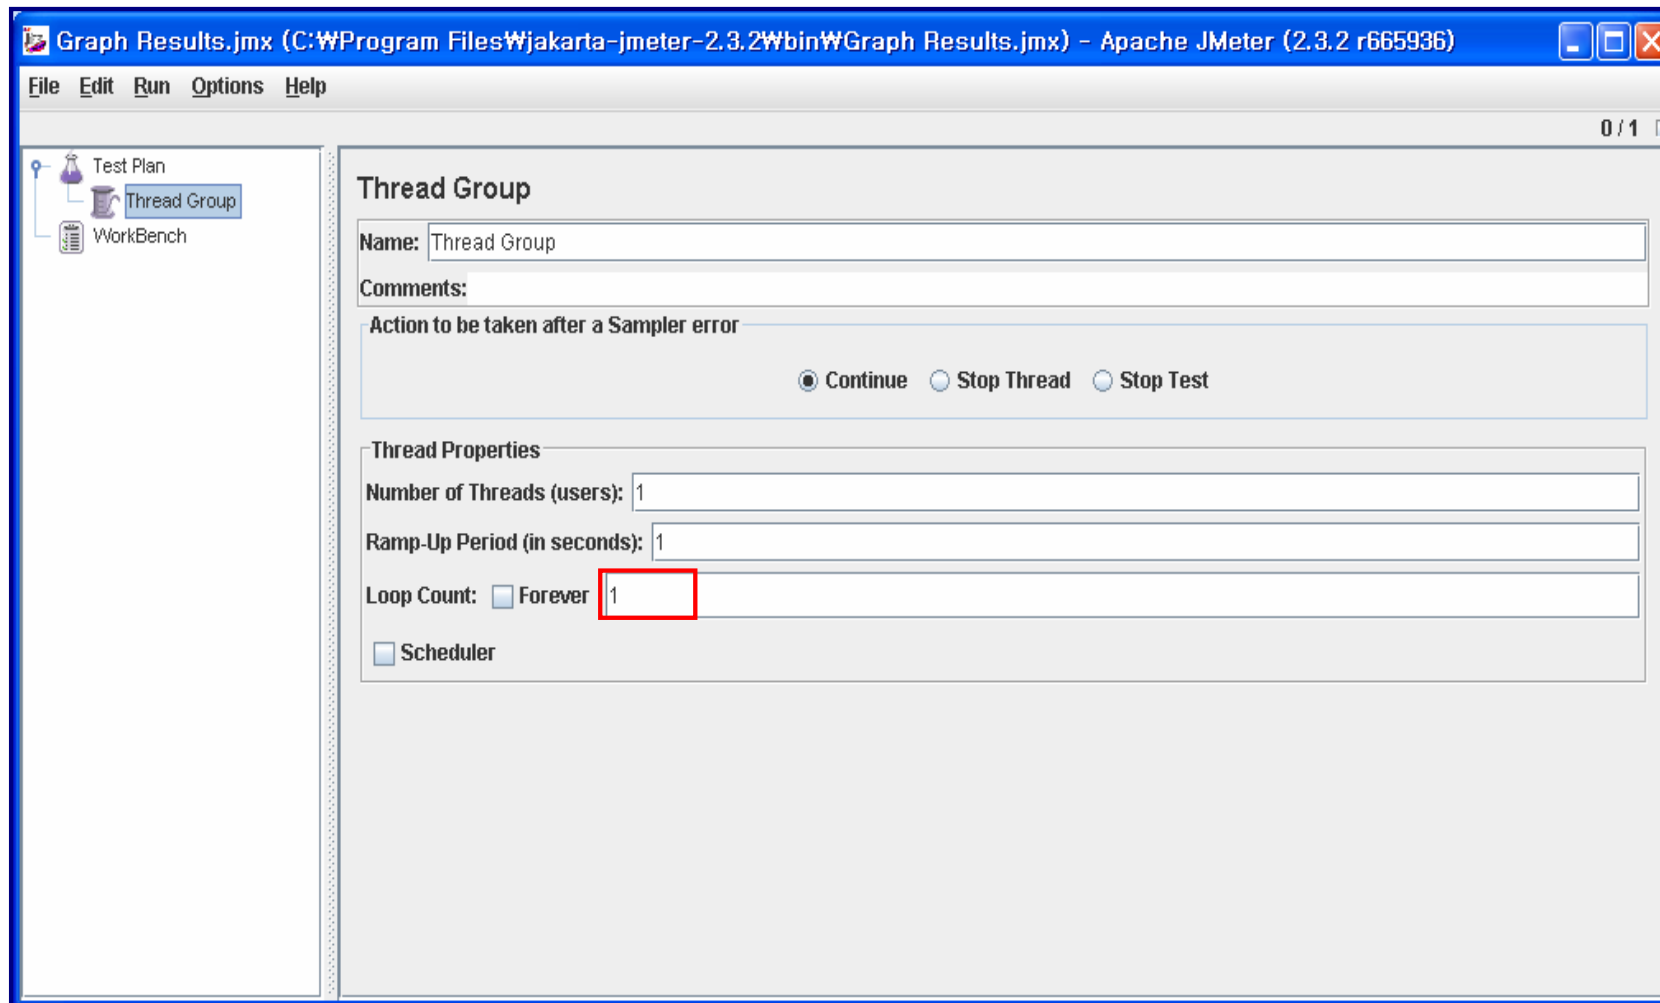 Graph Results.jmx (C:₩Program Files₩jakarta-jmeter-2.3.2₩bin₩Graph Results.jmx) - Apache JMeter (2.3.2 r665936)
File Edit Run Options Help
0 / 1
Test Plan
Thread Group
WorkBench
Thread Group
Name: Thread Group
Comments:
Action to be taken after a Sampler error
Continue Stop Thread Stop Test
Thread Properties
Number of Threads (users): 1
Ramp-Up Period (in seconds): 1
Loop Count: Forever 1
Scheduler